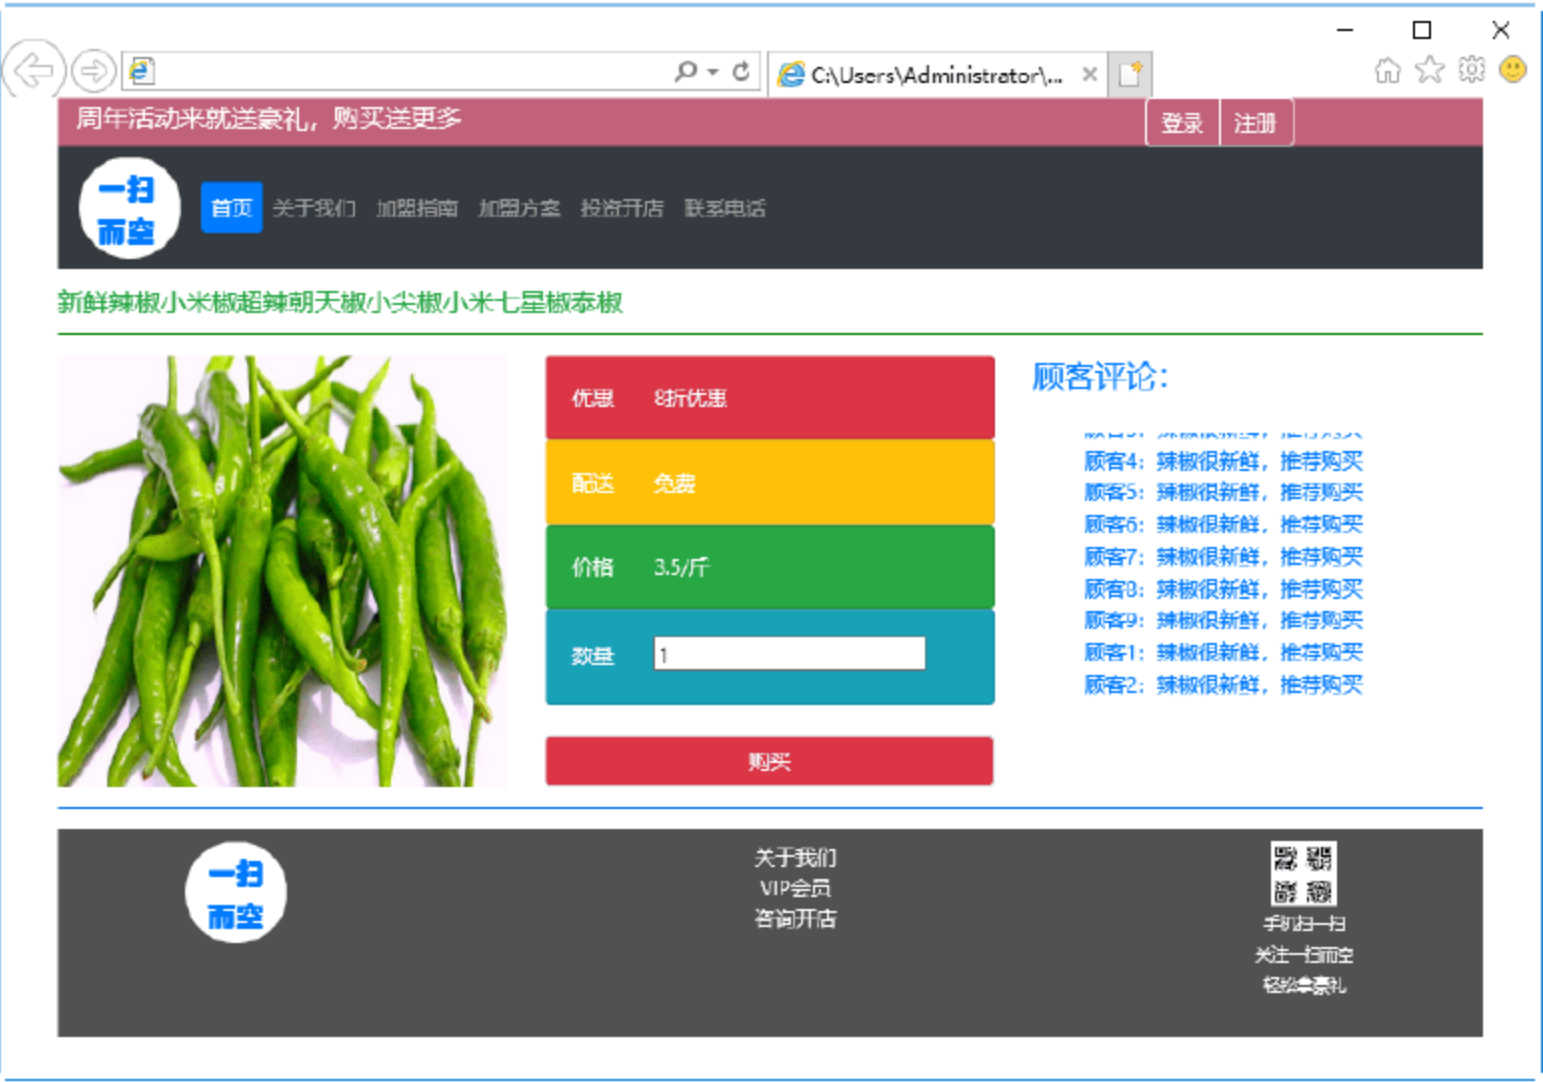 C:\Users\Administrator\...
周年活动来就送豪礼，购买送更多
登录 注册
一扫
而空
首页 关于我们 加盟指南 加盟方案 投资开店 联系电话
新鲜辣椒小米椒超辣朝天椒小尖椒小米七星椒泰椒
优惠 8折优惠
配送 免费
价格 3.5/斤
数量 1
购买
顾客评论：
顾客4：辣椒很新鲜，推荐购买
顾客5：辣椒很新鲜，推荐购买
顾客6：辣椒很新鲜，推荐购买
顾客7：辣椒很新鲜，推荐购买
顾客8：辣椒很新鲜，推荐购买
顾客9：辣椒很新鲜，推荐购买
顾客1：辣椒很新鲜，推荐购买
顾客2：辣椒很新鲜，推荐购买
一扫
而空
关于我们
VIP会员
咨询开店
手机扫一扫
关注一扫而空
轻松拿豪礼